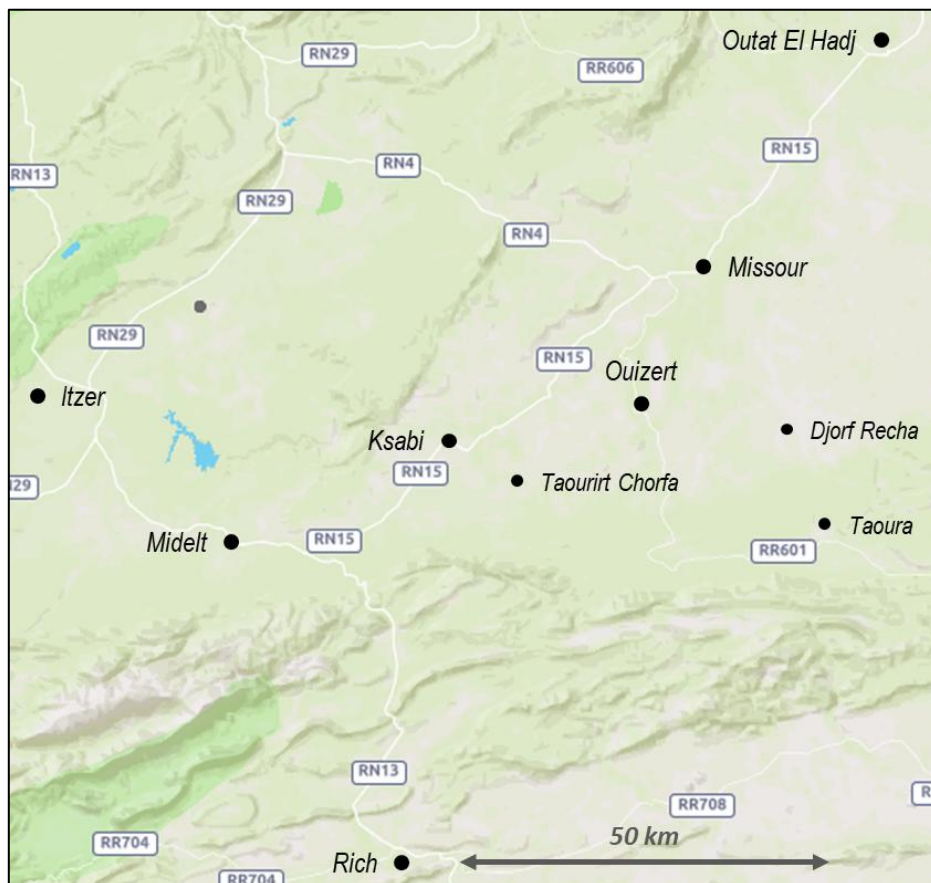 Outat El Hadj
RN29
RR606
RN15
RN4
RN13
RN29
RN4
Missour
RN29
RN15
Ouizert
Itzer
Djorf Recha
Ksabi
RN15
Taourirt Chorfa
29
Taoura
Midelt
RN15
RR601
RN13
R
RR708
50 km
RR704
Rich
RR704